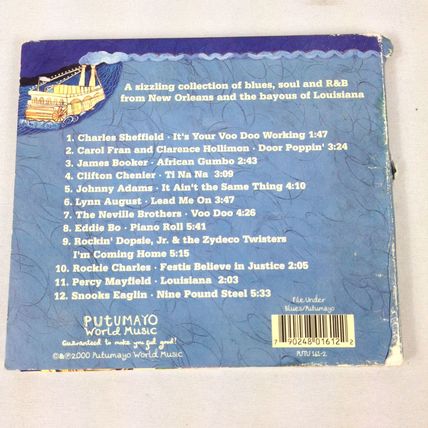 A sizzling collection of blues, soul and R&B
from New Orleans and the bayous of Louisiana
1. Charles Sheffield · It's Your Voo Doo Working 1:47
2. Carol Fran and Clarence Hollimon · Door Poppin' 3:24
3. James Booker · African Gumbo 2:43
4. Clifton Chenier · Ti Na Na 3:09
5. Johnny Adams · It Ain't the Same Thing 4:10
6. Lynn August · Lead Me On 3:47
7. The Neville Brothers · Voo Doo 4:26
8. Eddie Bo · Piano Roll 5:41
9. Rockin' Dopsie, Jr. & the Zydeco Twisters
I'm Coming Home 5:15
10. Rockie Charles · Festis Believe in Justice 2:05
11. Percy Mayfield · Louisiana 2:03
12. Snooks Eaglin · Nine Pound Steel 5:33
PUTUMAYO
World Music
Guaranteed to make you feel good!
©&℗2000 Putumayo World Music
File Under
Blues/Putumayo
7 90248 01612 2
PUTU 161-2